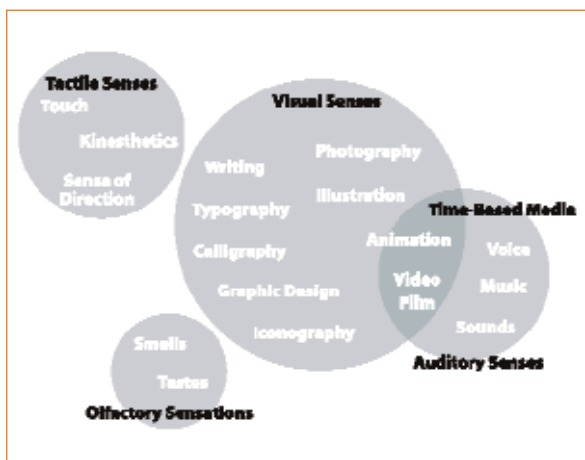 Tactile Senses
Touch
Kinesthetics
Sense of
Direction
Visual Senses
Photography
Writing
Illustration
Typography
Calligraphy
Graphic Design
Iconography
Time-Based Media
Animation
Video
Film
Voice
Music
Sounds
Auditory Senses
Smells
Tastes
Olfactory Sensations